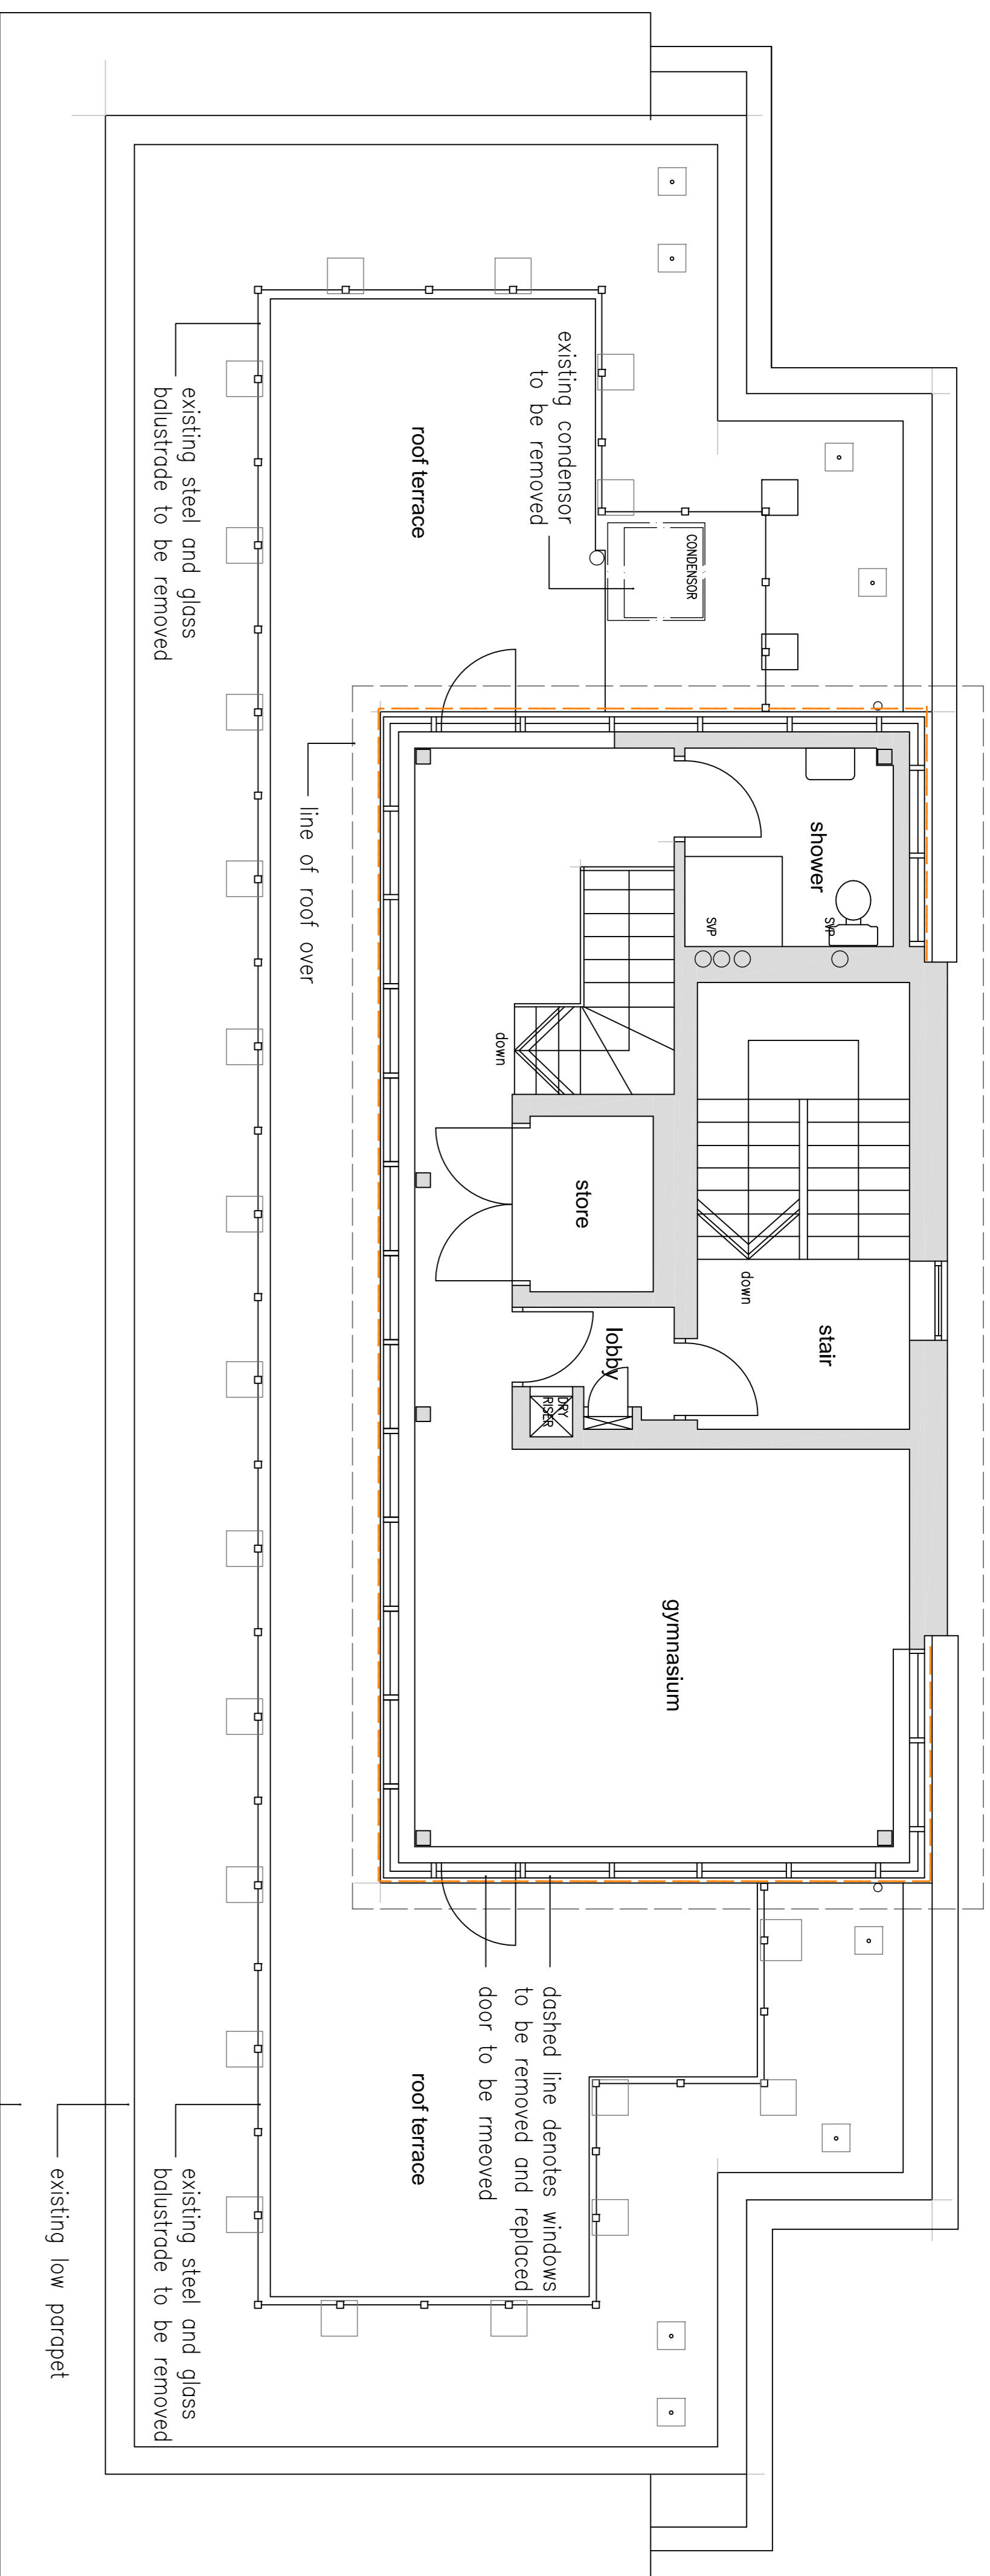 existing condensor
to be removed
CONDENSOR
roof terrace
existing steel and glass
balustrade to be removed
line of roof over
shower
SVP
SVP
down
store
down
stair
lobby
DRY
RISER
gymnasium
dashed line denotes windows
to be removed and replaced
door to be rmeoved
roof terrace
existing steel and glass
balustrade to be removed
existing low parapet